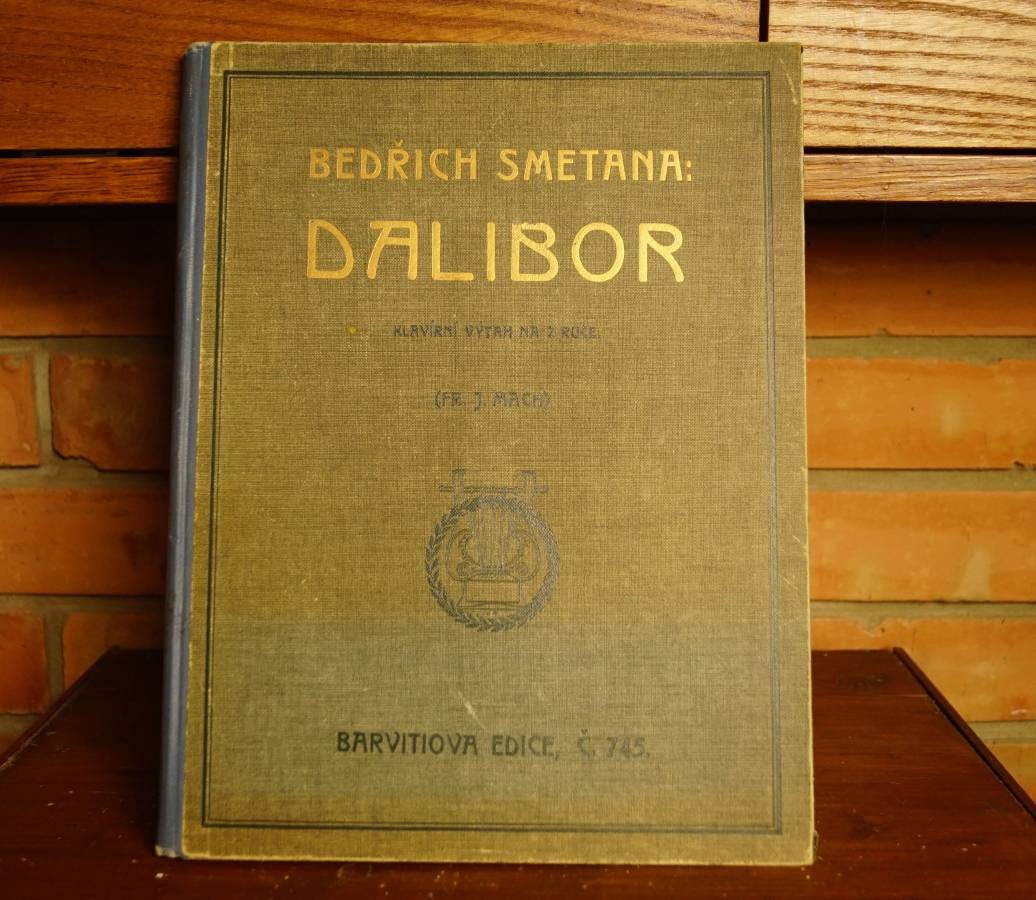 BEDŘICH SMETANA:
DALIBOR
KLAVÍRNÍ VÝTAH NA 2 RUCE.
(FR. J. MACH)
BARVITIOVA EDICE, Č. 745.